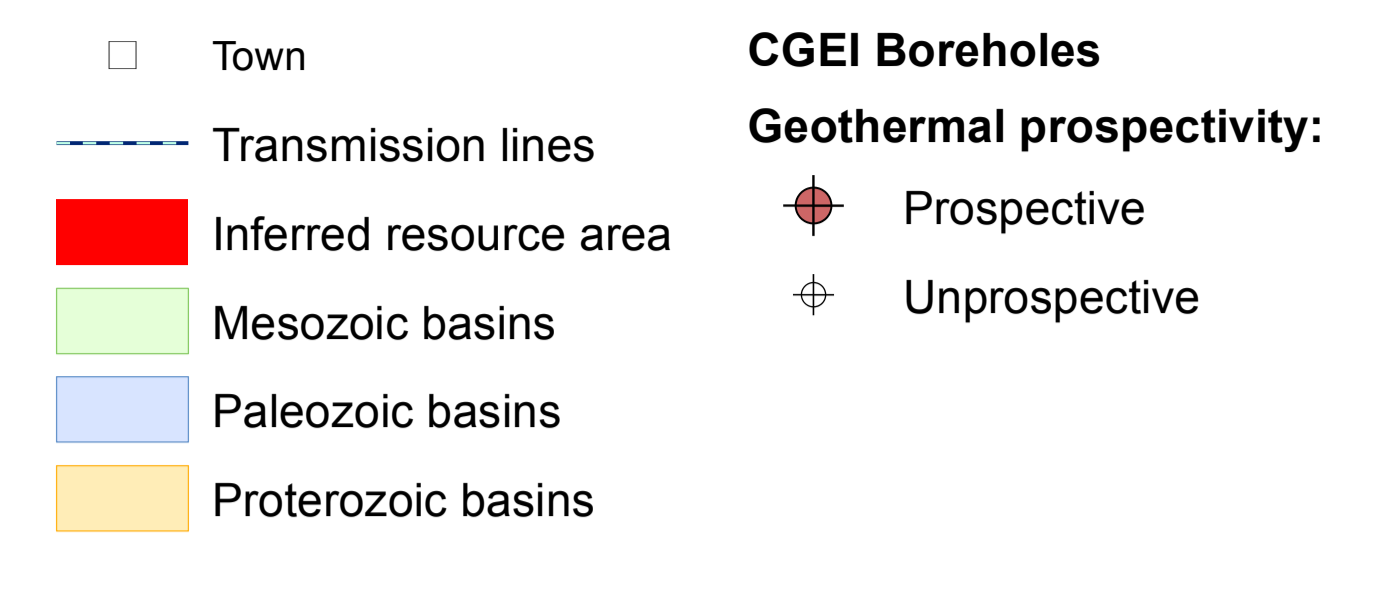 Town
Transmission lines
Inferred resource area
Mesozoic basins
Paleozoic basins
Proterozoic basins
CGEI Boreholes
Geothermal prospectivity:
Prospective
Unprospective